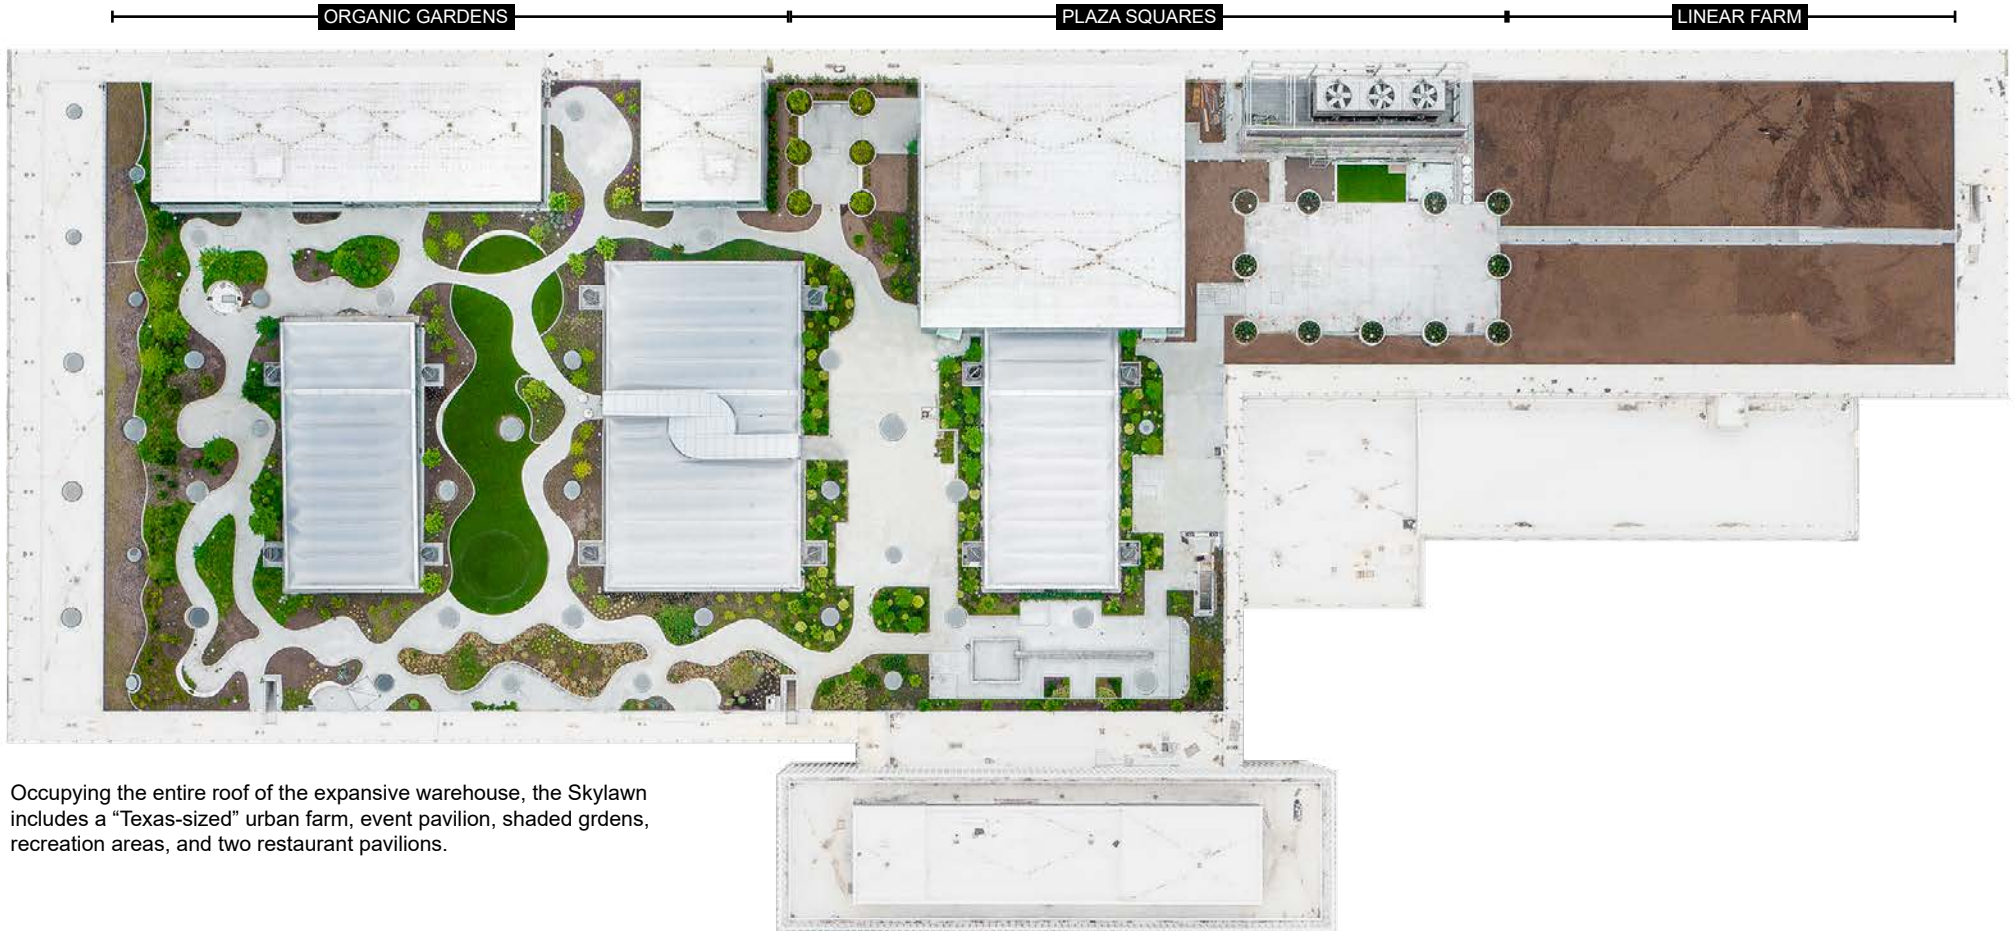 ORGANIC GARDENS
PLAZA SQUARES
LINEAR FARM
Occupying the entire roof of the expansive warehouse, the Skylawn
includes a “Texas-sized” urban farm, event pavilion, shaded grdens,
recreation areas, and two restaurant pavilions.